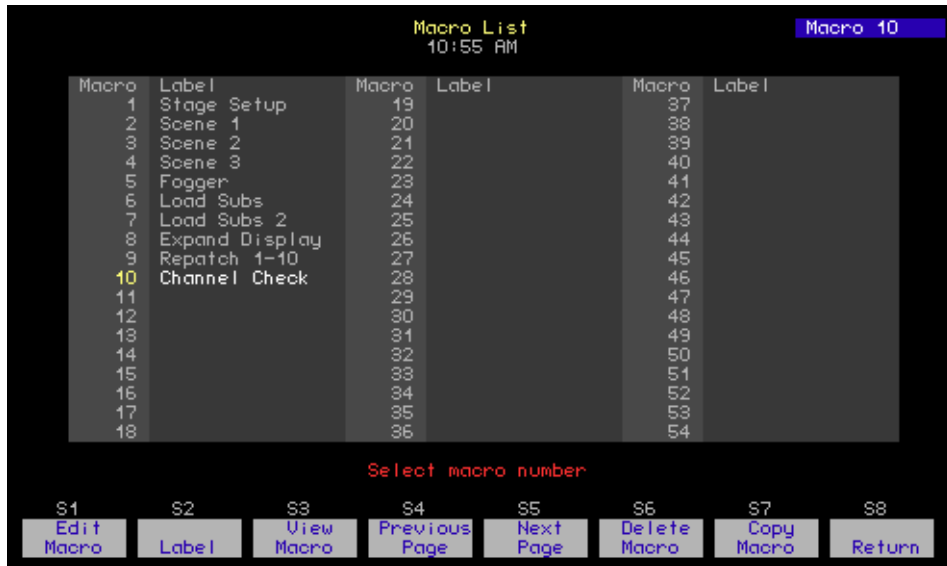 Macro List
Macro 10
10:55 AM
Macro Label Macro Label Macro Label
1 Stage Setup 19 37
2 Scene 1 20 38
3 Scene 2 21 39
4 Scene 3 22 40
5 Fogger 23 41
6 Load Subs 24 42
7 Load Subs 2 25 43
8 Expand Display 26 44
9 Repatch 1-10 27 45
10 Channel Check 28 46
11 29 47
12 30 48
13 31 49
14 32 50
15 33 51
16 34 52
17 35 53
18 36 54
Select macro number
S1 S2 S3 S4 S5 S6 S7 S8
Edit View Previous Next Delete Copy
Macro Label Macro Page Page Macro Macro Return